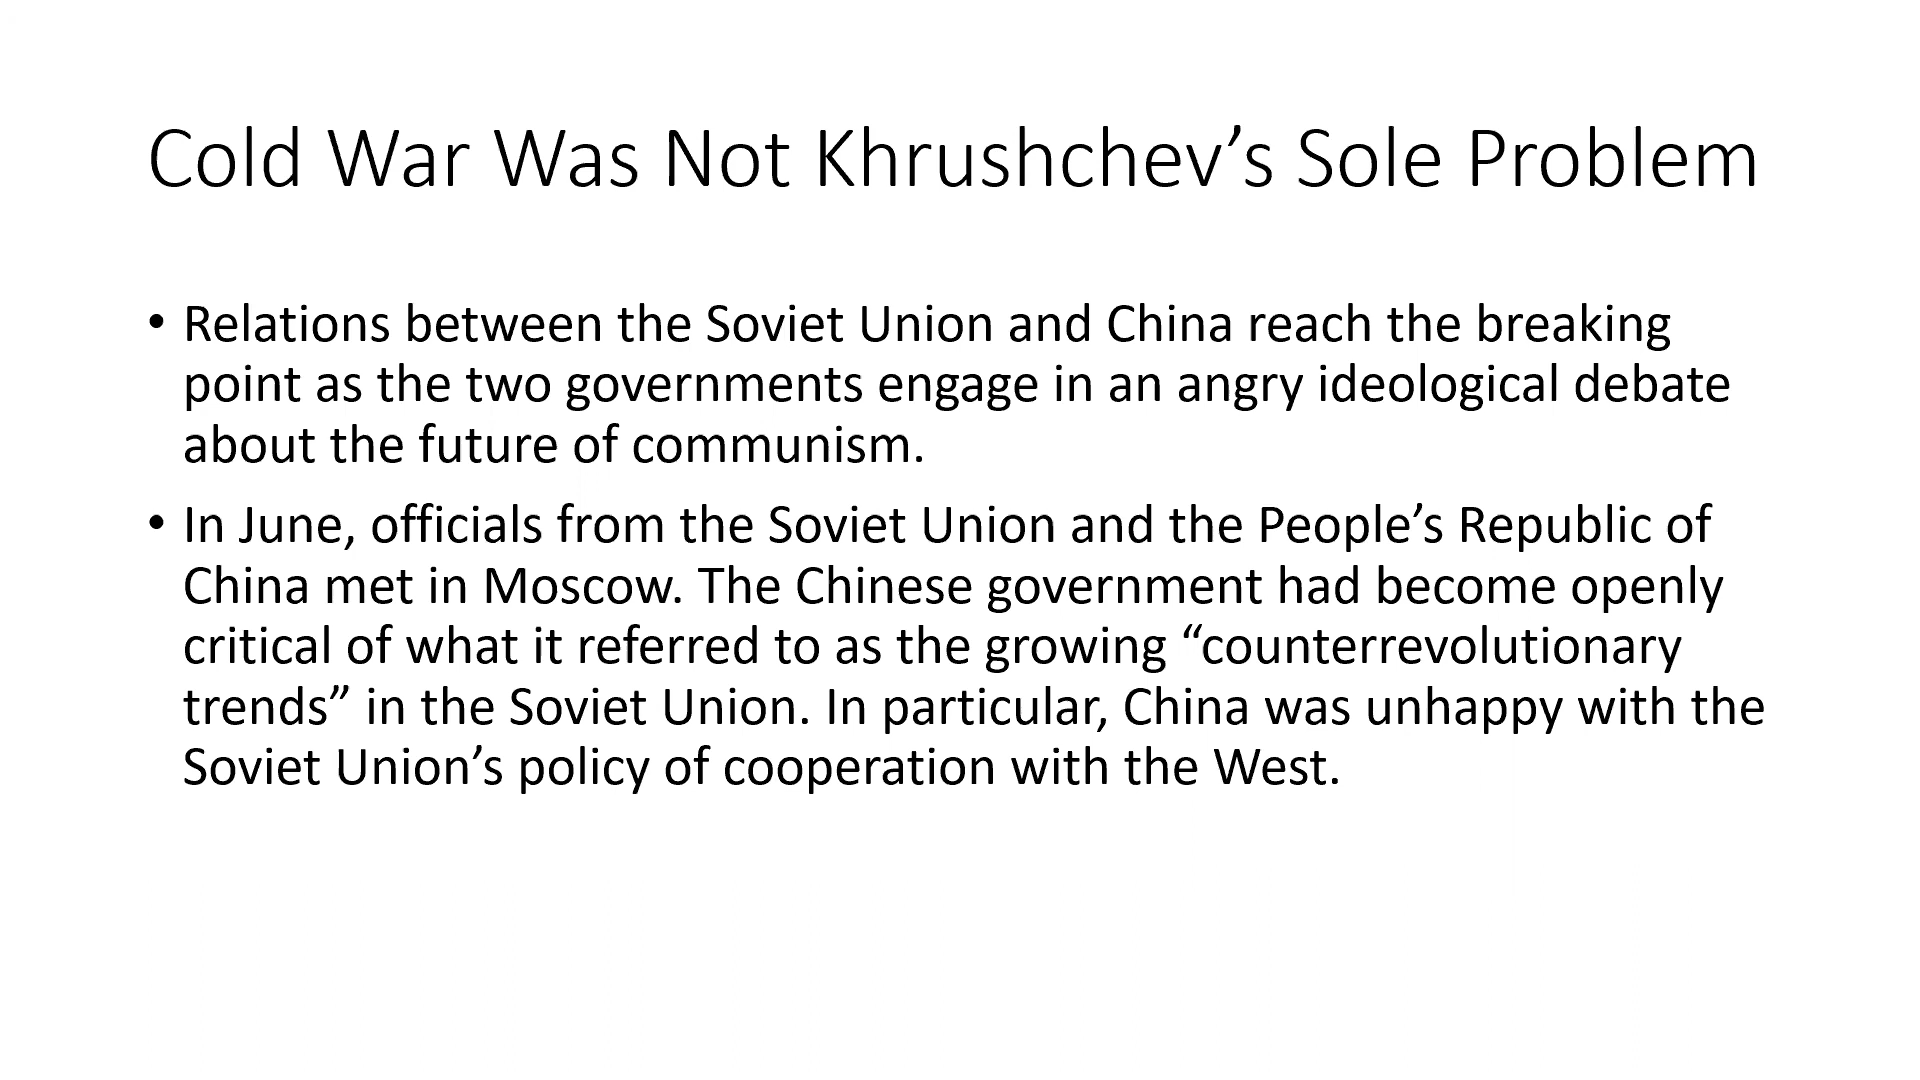 Cold War Was Not Khrushchev’s Sole Problem
• Relations between the Soviet Union and China reach the breaking
point as the two governments engage in an angry ideological debate
about the future of communism.
• In June, officials from the Soviet Union and the People’s Republic of
China met in Moscow. The Chinese government had become openly
critical of what it referred to as the growing “counterrevolutionary
trends” in the Soviet Union. In particular, China was unhappy with the
Soviet Union’s policy of cooperation with the West.